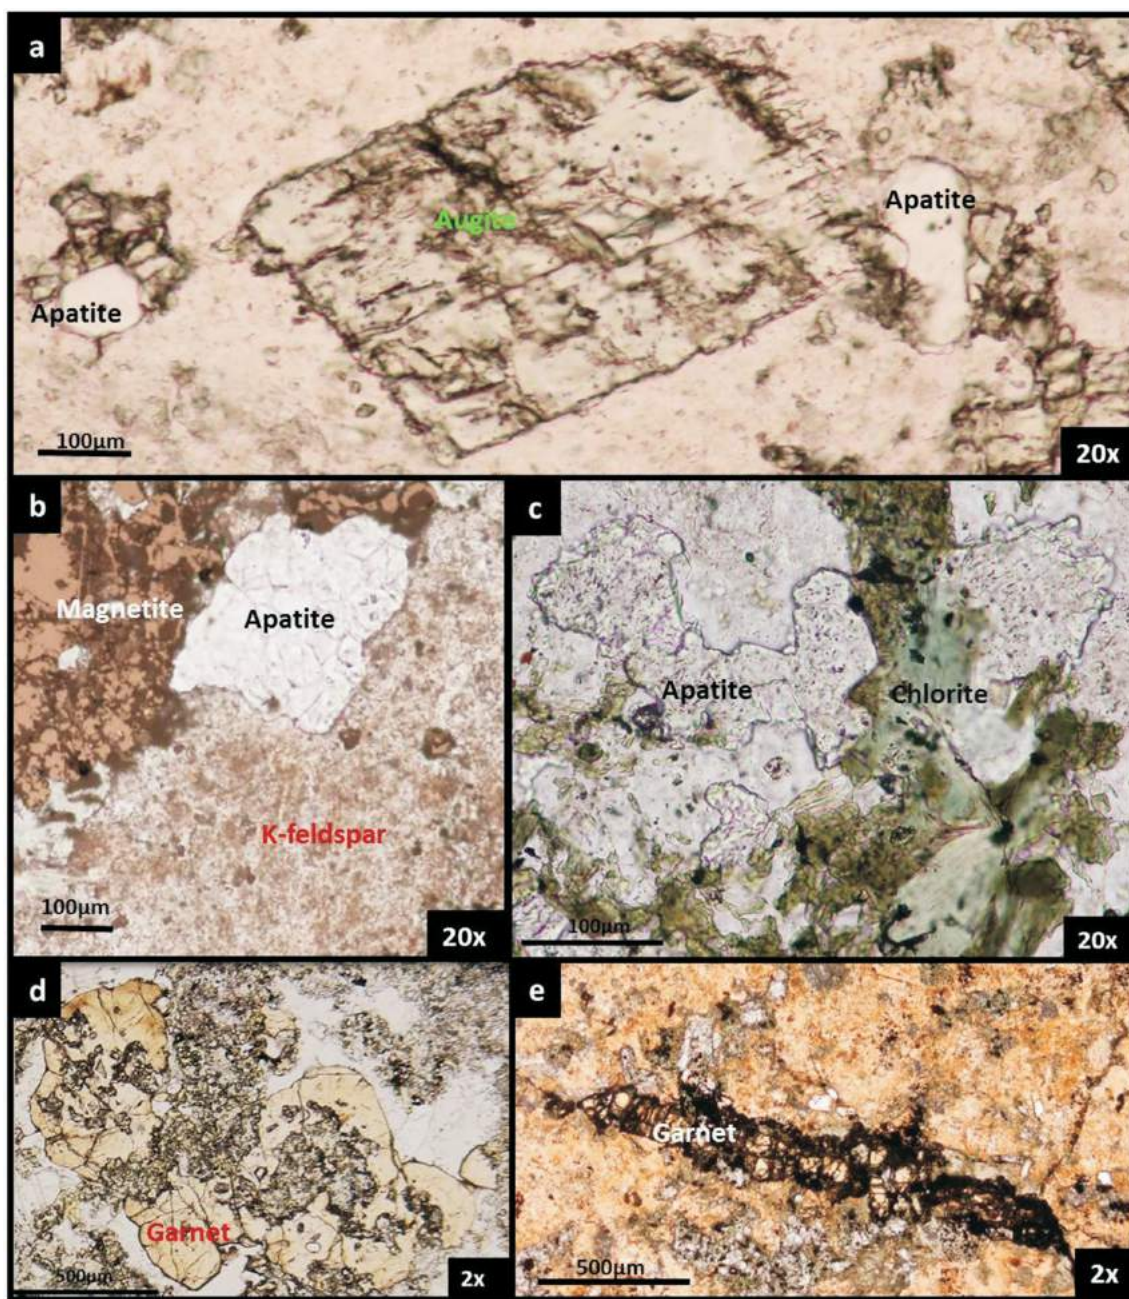 a
Augite
Apatite
Apatite
100μm
20x
b
Magnetite
Apatite
K-feldspar
100μm
20x
c
Apatite
Chlorite
100μm
20x
d
Garnet
500μm
2x
e
Garnet
500μm
2x